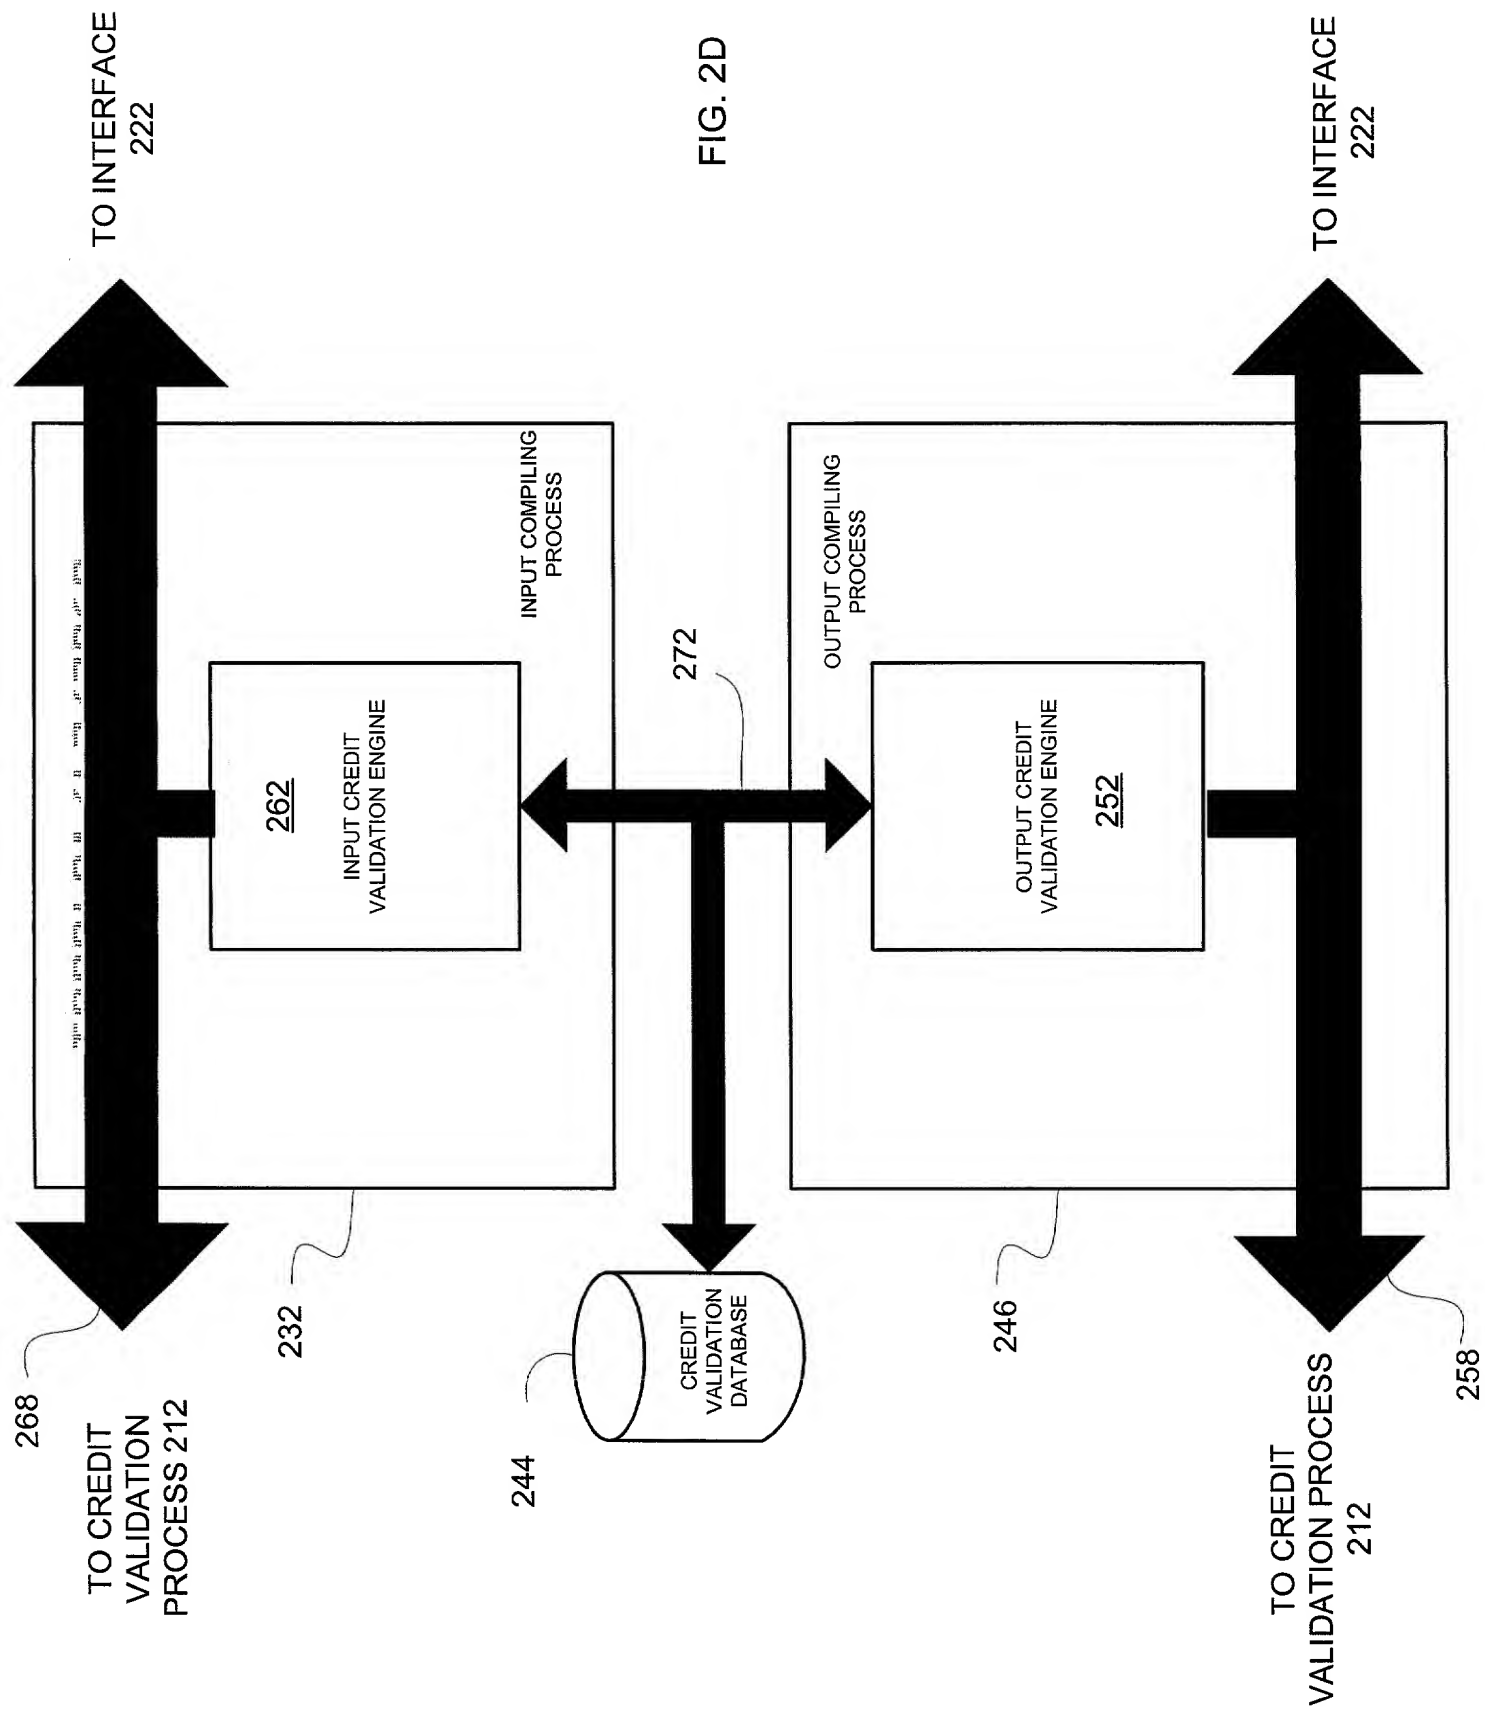 268
TO CREDIT
VALIDATION
PROCESS 212
TO INTERFACE
222
232
262
INPUT CREDIT
VALIDATION ENGINE
INPUT COMPILING
PROCESS
244
CREDIT
VALIDATION
DATABASE
272
FIG. 2D
OUTPUT COMPILING
PROCESS
OUTPUT CREDIT
VALIDATION ENGINE
252
246
TO CREDIT
VALIDATION PROCESS
212
TO INTERFACE
222
258